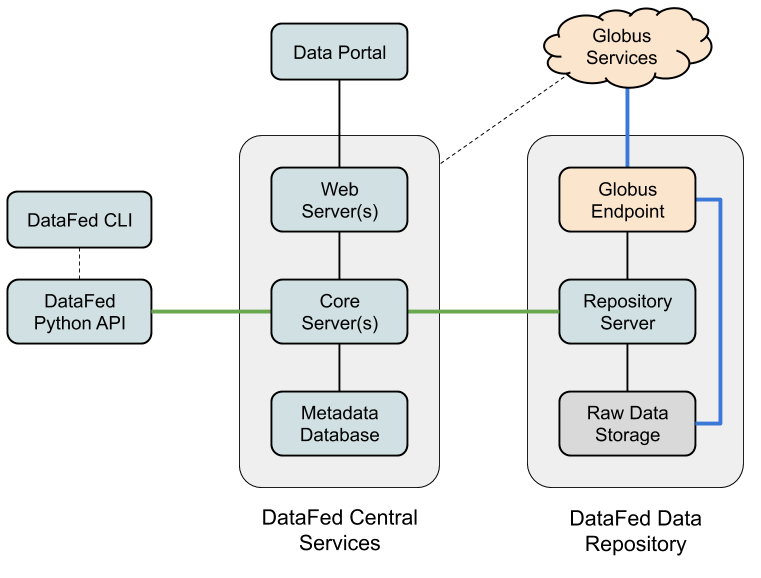 Data Portal
Globus
Services
Web
Server(s)
Globus
Endpoint
DataFed CLI
DataFed
Python API
Core
Server(s)
Repository
Server
Metadata
Database
Raw Data
Storage
DataFed Central
Services
DataFed Data
Repository